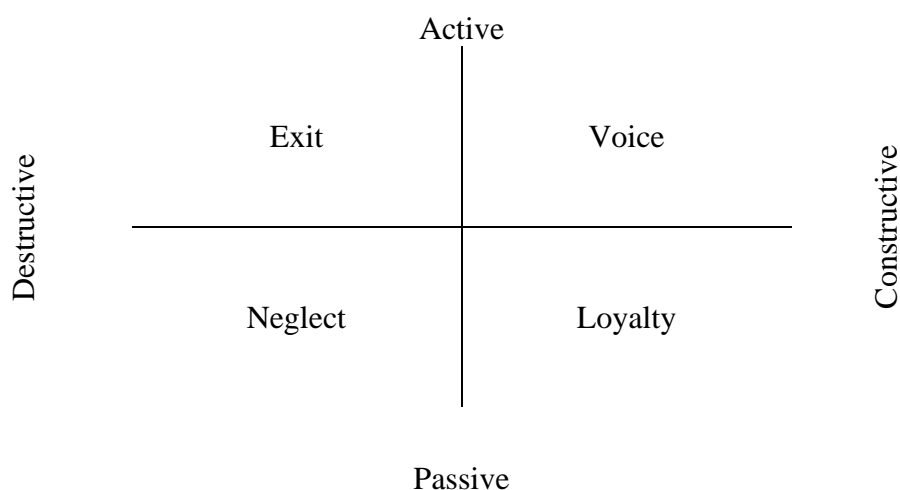 Active
Exit
Voice
Destructive
Constructive
Neglect
Loyalty
Passive